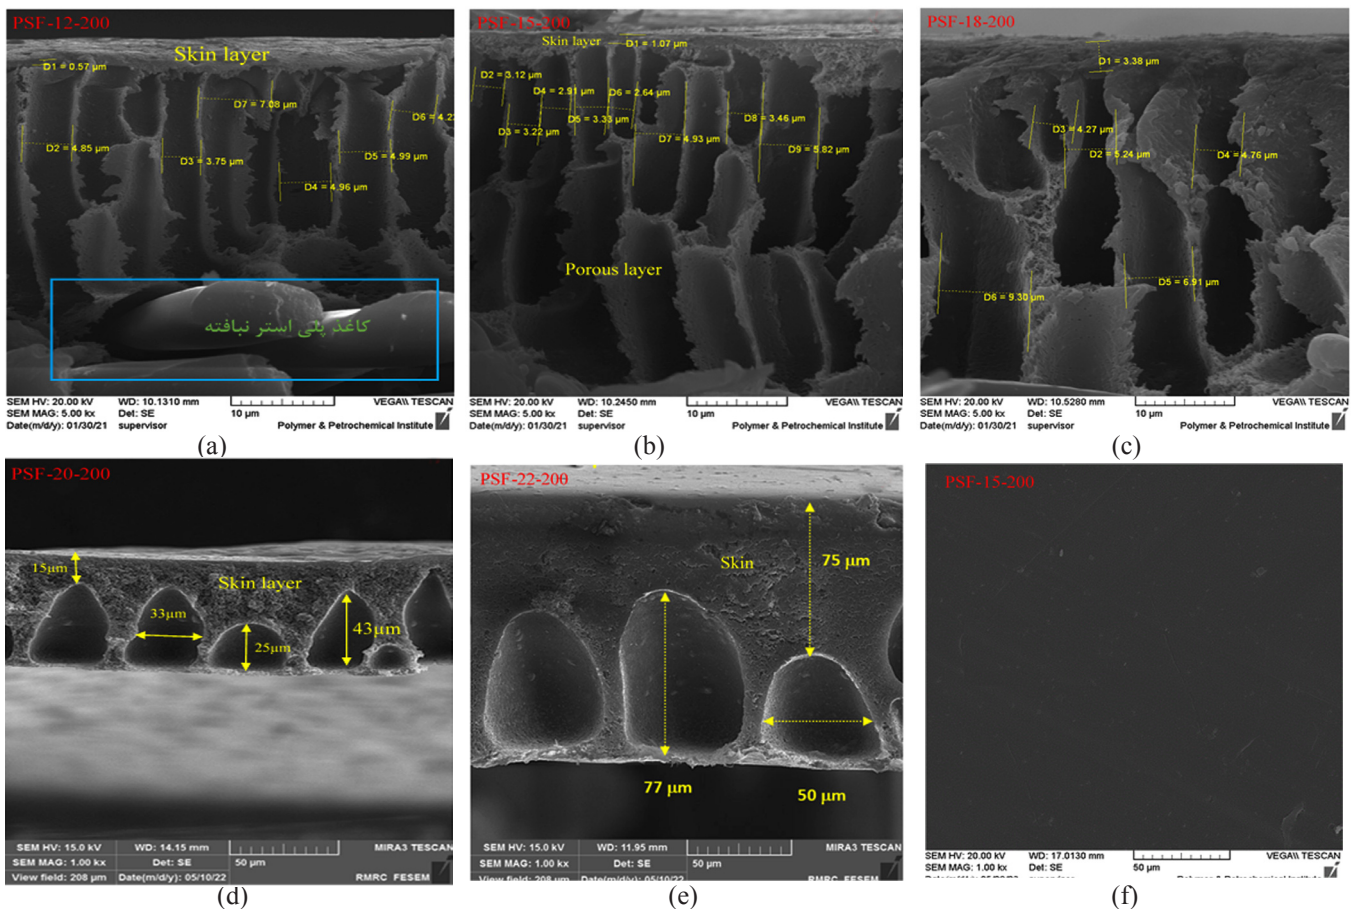 PSF-12-200
Skin layer
D1 = 0.57 µm
D7 = 7.08 µm
D2 = 4.85 µm
D3 = 3.75 µm
D5 = 4.99 µm
D4 = 4.96 µm
کاغذ پلی استر نبافته
SEM HV: 20.00 kV WD: 10.1310 mm VEGA\\ TESCAN
SEM MAG: 5.00 kx Det: SE 10 µm
Date(m/d/y): 01/30/21 supervisor Polymer & Petrochemical Institute
(a)
PSF-15-200
Skin layer
D1 = 1.07 µm
D2 = 3.12 µm
D4 = 2.91 µm
D6 = 2.64 µm
D5 = 3.33 µm
D8 = 3.46 µm
D3 = 3.22 µm
D7 = 4.93 µm
D9 = 5.82 µm
Porous layer
SEM HV: 20.00 kV WD: 10.2450 mm VEGA\\ TESCAN
SEM MAG: 5.00 kx Det: SE 10 µm
Date(m/d/y): 01/30/21 supervisor Polymer & Petrochemical Institute
(b)
PSF-18-200
D1 = 3.38 µm
D3 = 4.27 µm
D2 = 5.24 µm
D4 = 4.76 µm
D5 = 6.91 µm
D6 = 9.30 µm
SEM HV: 20.00 kV WD: 10.5280 mm VEGA\\ TESCAN
SEM MAG: 5.00 kx Det: SE 10 µm
Date(m/d/y): 01/30/21 supervisor Polymer & Petrochemical Institute
(c)
PSF-20-200
15µm
Skin layer
33µm
43µm
25µm
SEM HV: 15.0 kV WD: 14.15 mm MIRA3 TESCAN
SEM MAG: 1.00 kx Det: SE 50 µm
View field: 208 µm Date(m/d/y): 05/10/22 RMRC FESEM
(d)
PSF-22-200
Skin
75 µm
77 µm
50 µm
SEM HV: 15.0 kV WD: 11.95 mm MIRA3 TESCAN
SEM MAG: 1.00 kx Det: SE 50 µm
View field: 208 µm Date(m/d/y): 05/10/22 RMRC FESEM
(e)
PSF-15-200
SEM HV: 20.00 kV WD: 17.0130 mm VEGA\\ TESCAN
SEM MAG: 1.00 kx Det: SE 50 µm
(f)